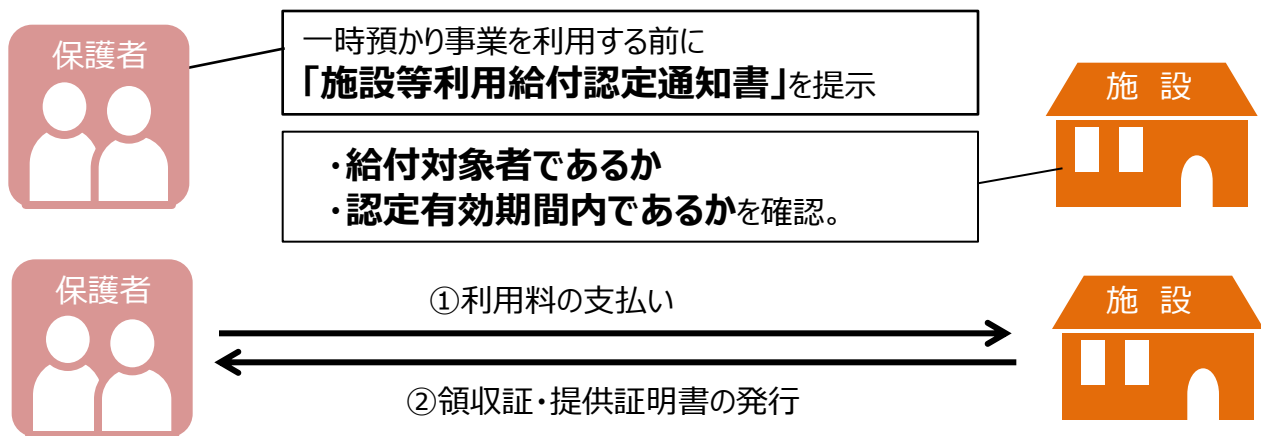 保護者
一時預かり事業を利用する前に
「施設等利用給付認定通知書」を提示
施 設
・給付対象者であるか
・認定有効期間内であるかを確認。
保護者
①利用料の支払い
施 設
②領収証・提供証明書の発行